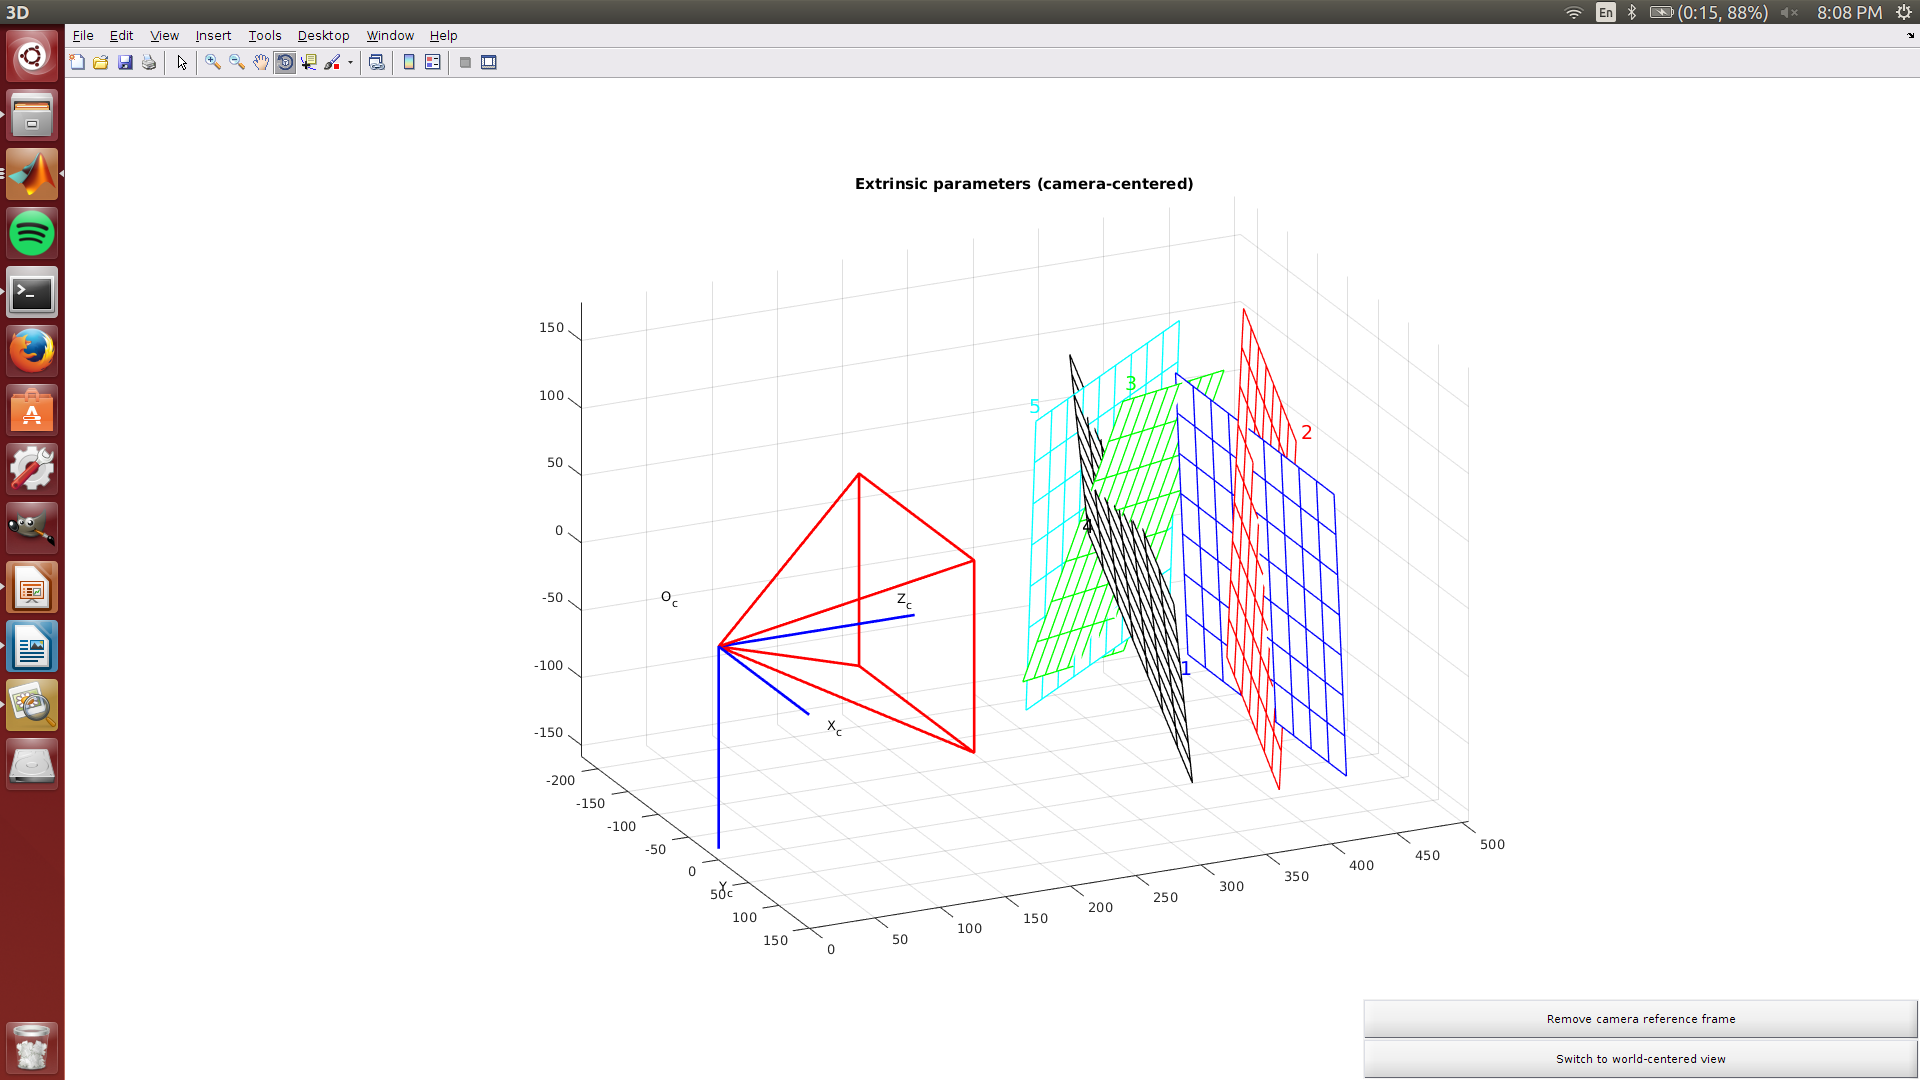 3D
En
(0:15, 88%)
8:08 PM
File Edit View Insert Tools Desktop Window Help
Extrinsic parameters (camera-centered)
150
100
50
0
-50
-100
-150
-200
-150
-100
-50
0
50
100
150
0
50
100
150
200
250
300
350
400
450
500
Oc
Zc
Xc
Yc
5
3
2
4
1
Remove camera reference frame
Switch to world-centered view